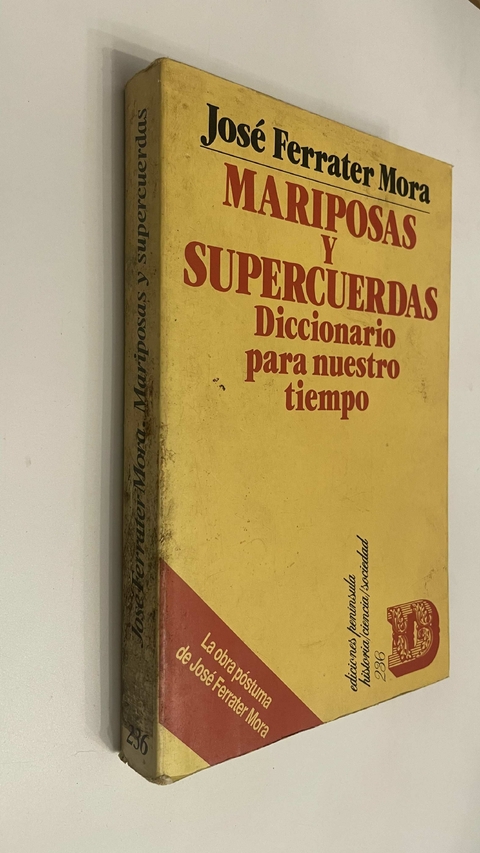 José Ferrater Mora
MARIPOSAS
Y
SUPERCUERDAS
Diccionario
para nuestro
tiempo
La obra póstuma
de José Ferrater Mora
ediciones península
historia/ciencia/sociedad
236
José Ferrater Mora. Mariposas y supercuerdas
236